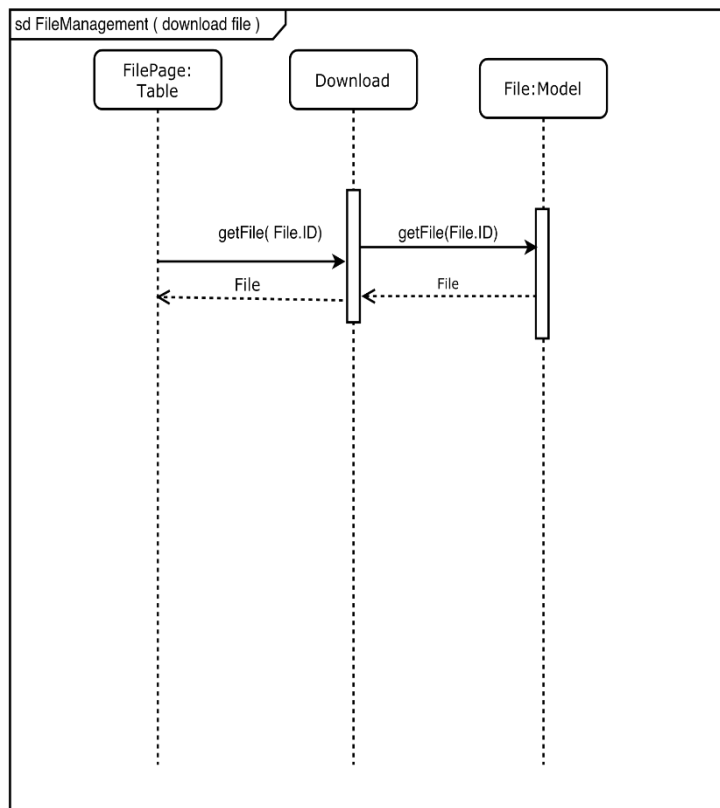 sd FileManagement ( download file )
FilePage:
Table
Download
File:Model
getFile( File.ID)
getFile(File.ID)
File
File